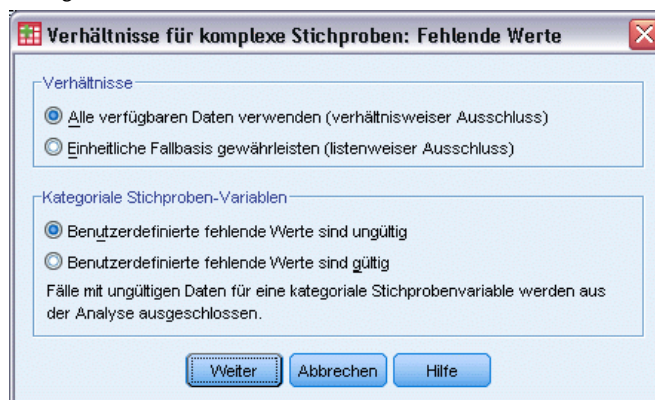 Verhältnisse für komplexe Stichproben: Fehlende Werte
Verhältnisse
Alle verfügbaren Daten verwenden (verhältnisweiser Ausschluss)
Einheitliche Fallbasis gewährleisten (listenweiser Ausschluss)
Kategoriale Stichproben-Variablen
Benutzerdefinierte fehlende Werte sind ungültig
Benutzerdefinierte fehlende Werte sind gültig
Fälle mit ungültigen Daten für eine kategoriale Stichprobenvariable werden aus
der Analyse ausgeschlossen.
Weiter Abbrechen Hilfe